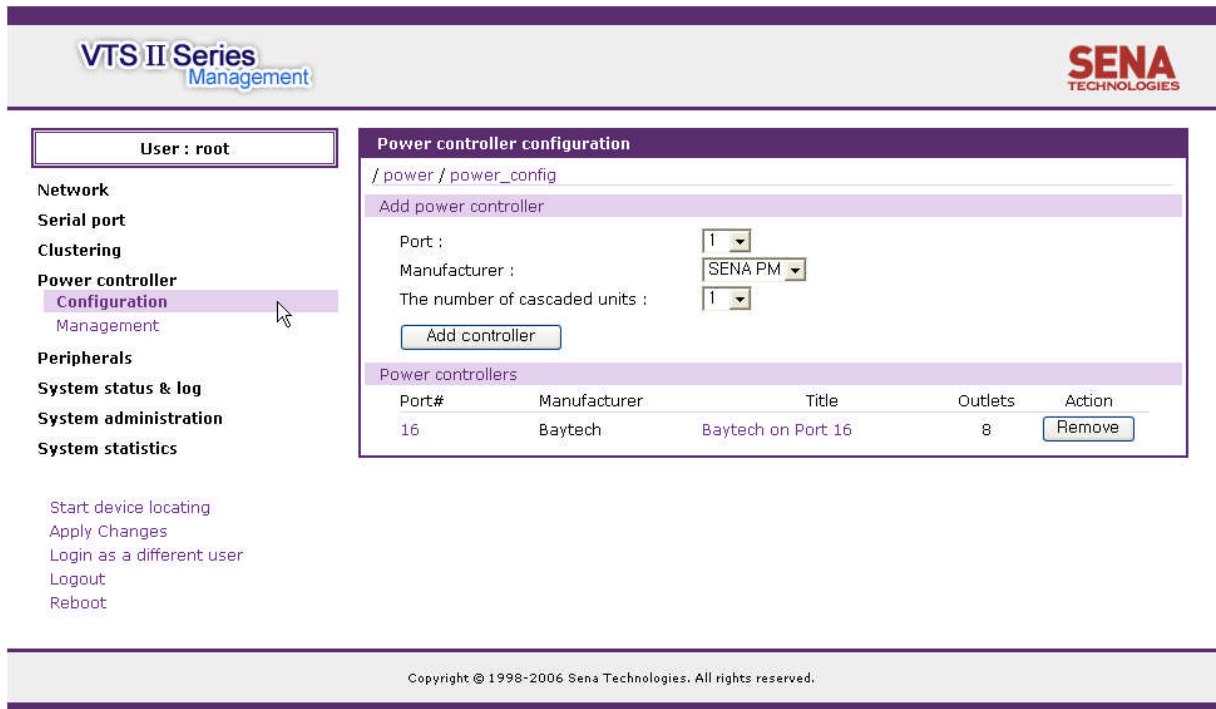 VTS II Series
Management
SENA
TECHNOLOGIES
User : root
Network
Serial port
Clustering
Power controller
Configuration
Management
Peripherals
System status & log
System administration
System statistics
Start device locating
Apply Changes
Login as a different user
Logout
Reboot
Power controller configuration
/ power / power_config
Add power controller
Port : 1
Manufacturer : SENA PM
The number of cascaded units : 1
Add controller
Power controllers
Port# Manufacturer Title Outlets Action
16 Baytech Baytech on Port 16 8 Remove
Copyright © 1998-2006 Sena Technologies. All rights reserved.